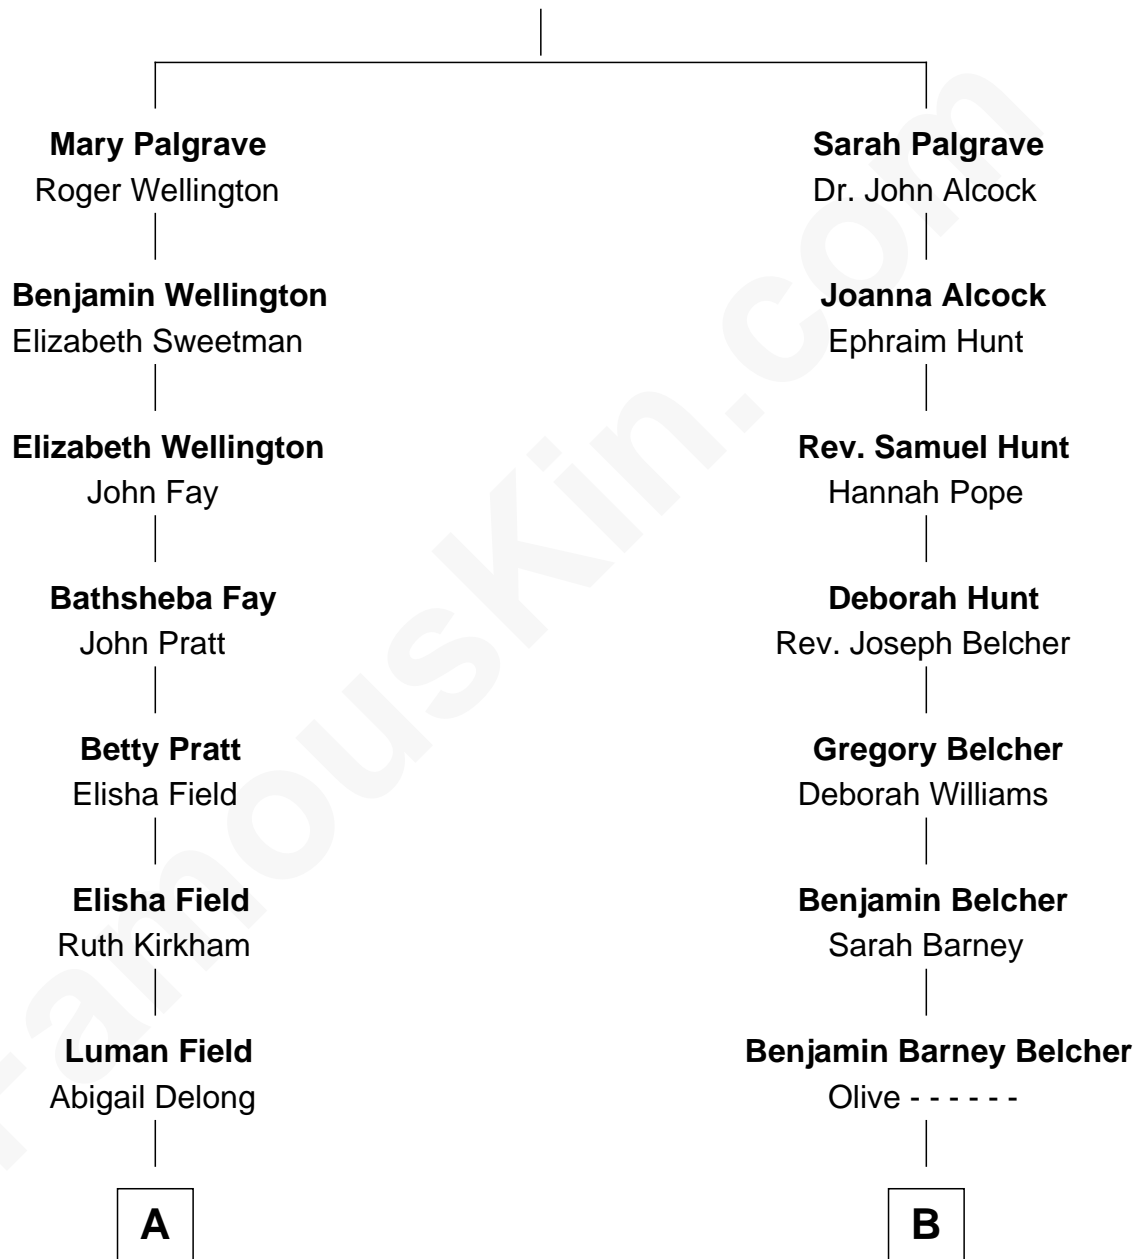 Mary Palgrave
Roger Wellington
Benjamin Wellington
Elizabeth Sweetman
Elizabeth Wellington
John Fay
Bathsheba Fay
John Pratt
Betty Pratt
Elisha Field
Elisha Field
Ruth Kirkham
Luman Field
Abigail Delong
A
Sarah Palgrave
Dr. John Alcock
Joanna Alcock
Ephraim Hunt
Rev. Samuel Hunt
Hannah Pope
Deborah Hunt
Rev. Joseph Belcher
Gregory Belcher
Deborah Williams
Benjamin Belcher
Sarah Barney
Benjamin Barney Belcher
Olive - - - - - -
B
FamousKin.com